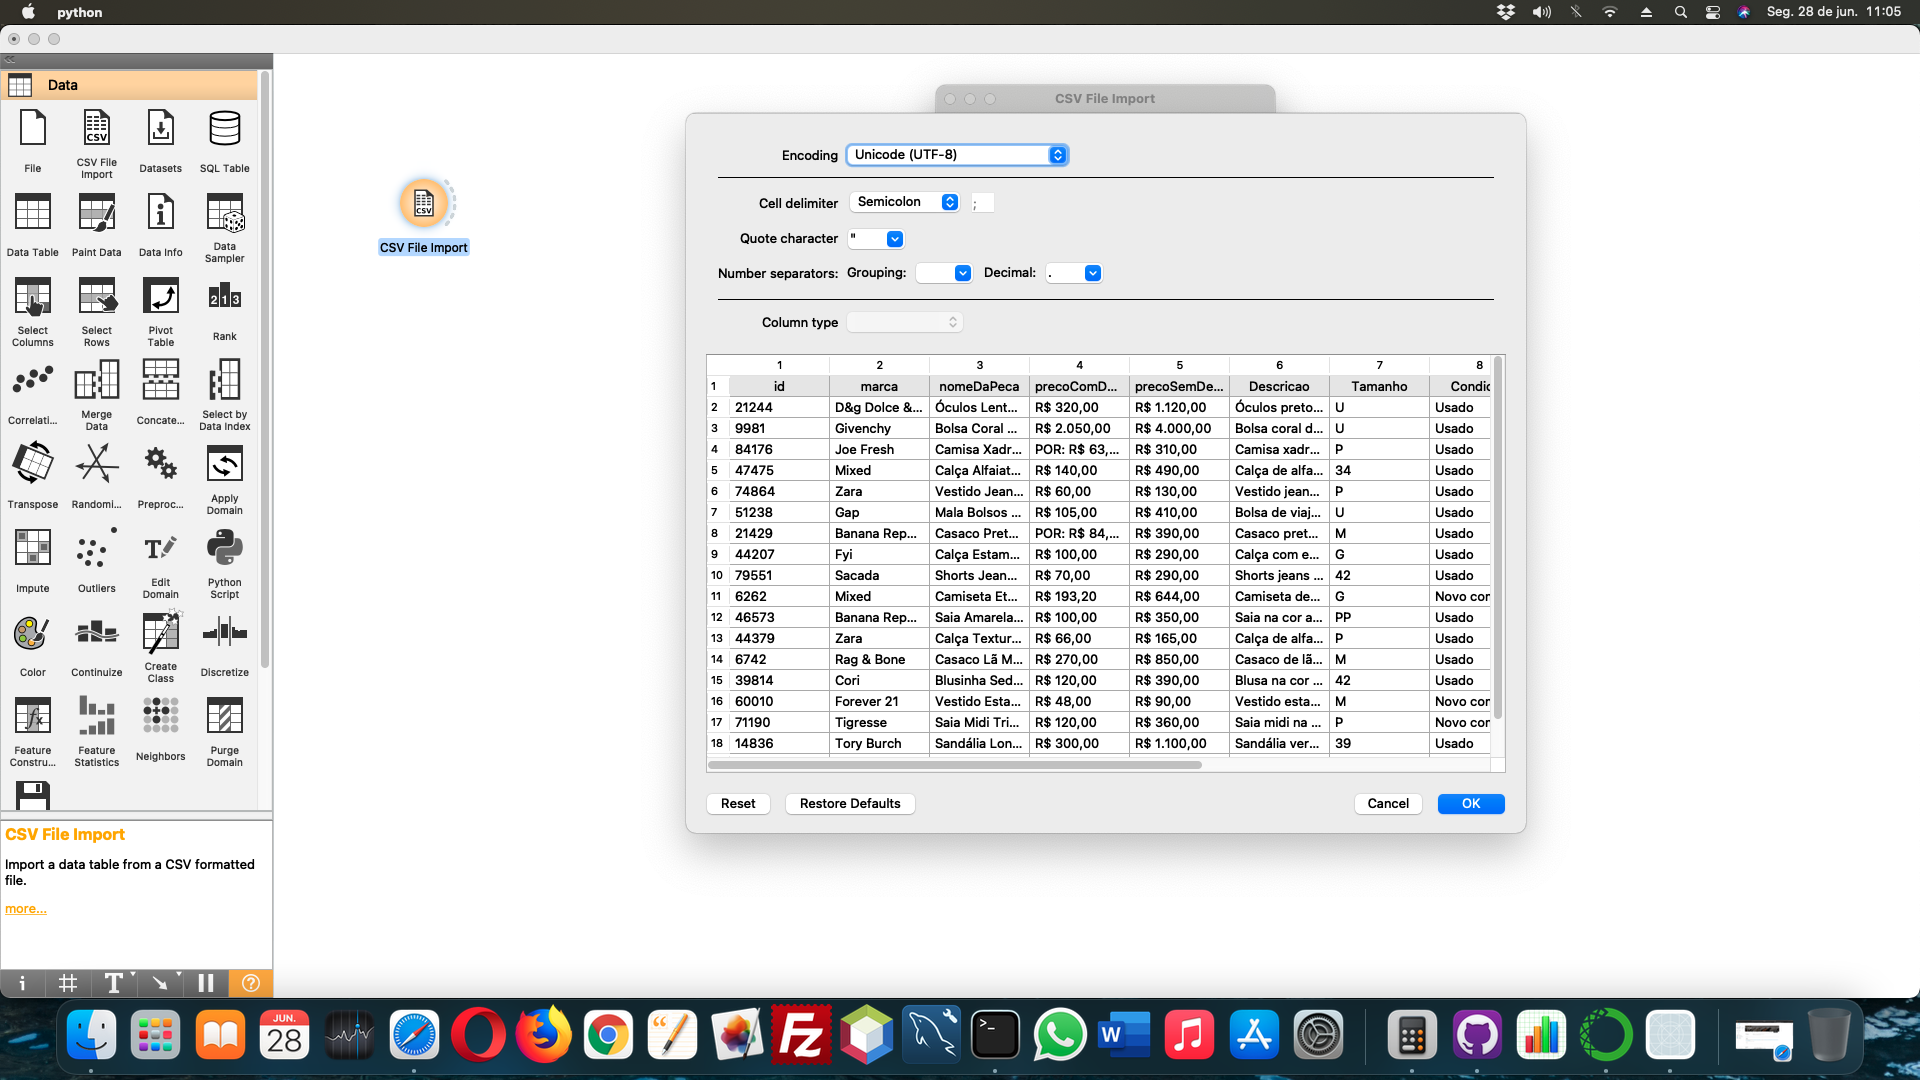 python
Seg. 28 de jun. 11:05
Data
File
CSV File Import
Datasets
SQL Table
Data Table
Paint Data
Data Info
Data Sampler
Select Columns
Select Rows
Pivot Table
Rank
Correlati...
Merge Data
Concate...
Select by Data Index
Transpose
Randomi...
Preproc...
Apply Domain
Impute
Outliers
Edit Domain
Python Script
Color
Continuize
Create Class
Discretize
Feature Constru...
Feature Statistics
Neighbors
Purge Domain
CSV File Import
Import a data table from a CSV formatted
file.
more...
CSV
CSV File Import
CSV File Import
Encoding Unicode (UTF-8)
Cell delimiter Semicolon ;
Quote character "
Number separators: Grouping: Decimal: .
Column type
1 2 3 4 5 6 7 8
1 id marca nomeDaPeca precoComD... precoSemDe... Descricao Tamanho Condic
2 21244 D&g Dolce &... Óculos Lent... R$ 320,00 R$ 1.120,00 Óculos preto... U Usado
3 9981 Givenchy Bolsa Coral ... R$ 2.050,00 R$ 4.000,00 Bolsa coral d... U Usado
4 84176 Joe Fresh Camisa Xadr... POR: R$ 63,... R$ 310,00 Camisa xadr... P Usado
5 47475 Mixed Calça Alfaiat... R$ 140,00 R$ 490,00 Calça de alfa... 34 Usado
6 74864 Zara Vestido Jean... R$ 60,00 R$ 130,00 Vestido jean... P Usado
7 51238 Gap Mala Bolsos ... R$ 105,00 R$ 410,00 Bolsa de viaj... U Usado
8 21429 Banana Rep... Casaco Pret... POR: R$ 84,... R$ 390,00 Casaco pret... M Usado
9 44207 Fyi Calça Estam... R$ 100,00 R$ 290,00 Calça com e... G Usado
10 79551 Sacada Shorts Jean... R$ 70,00 R$ 290,00 Shorts jeans ... 42 Usado
11 6262 Mixed Camiseta Et... R$ 193,20 R$ 644,00 Camiseta de... G Novo cor
12 46573 Banana Rep... Saia Amarela... R$ 100,00 R$ 350,00 Saia na cor a... PP Usado
13 44379 Zara Calça Textur... R$ 66,00 R$ 165,00 Calça de alfa... P Usado
14 6742 Rag & Bone Casaco Lã M... R$ 270,00 R$ 850,00 Casaco de lã... M Usado
15 39814 Cori Blusinha Sed... R$ 120,00 R$ 390,00 Blusa na cor ... 42 Usado
16 60010 Forever 21 Vestido Esta... R$ 48,00 R$ 90,00 Vestido esta... M Novo cor
17 71190 Tigresse Saia Midi Tri... R$ 120,00 R$ 360,00 Saia midi na ... P Novo cor
18 14836 Tory Burch Sandália Lon... R$ 300,00 R$ 1.100,00 Sandália ver... 39 Usado
Reset Restore Defaults Cancel OK
JUN.
28